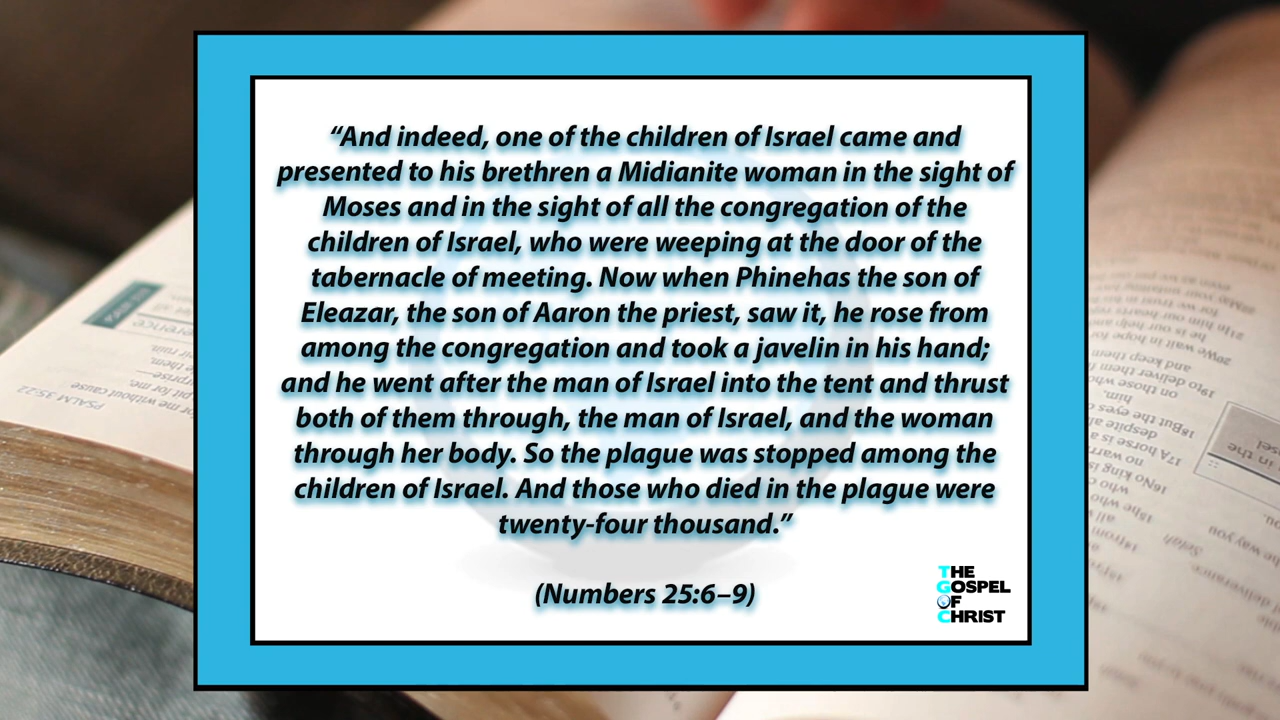 “And indeed, one of the children of Israel came and
presented to his brethren a Midianite woman in the sight of
Moses and in the sight of all the congregation of the
children of Israel, who were weeping at the door of the
tabernacle of meeting. Now when Phinehas the son of
Eleazar, the son of Aaron the priest, saw it, he rose from
among the congregation and took a javelin in his hand;
and he went after the man of Israel into the tent and thrust
both of them through, the man of Israel, and the woman
through her body. So the plague was stopped among the
children of Israel. And those who died in the plague were
twenty-four thousand.”
(Numbers 25:6–9)
THE
GOSPEL
OF
CHRIST
PSALM 35:22